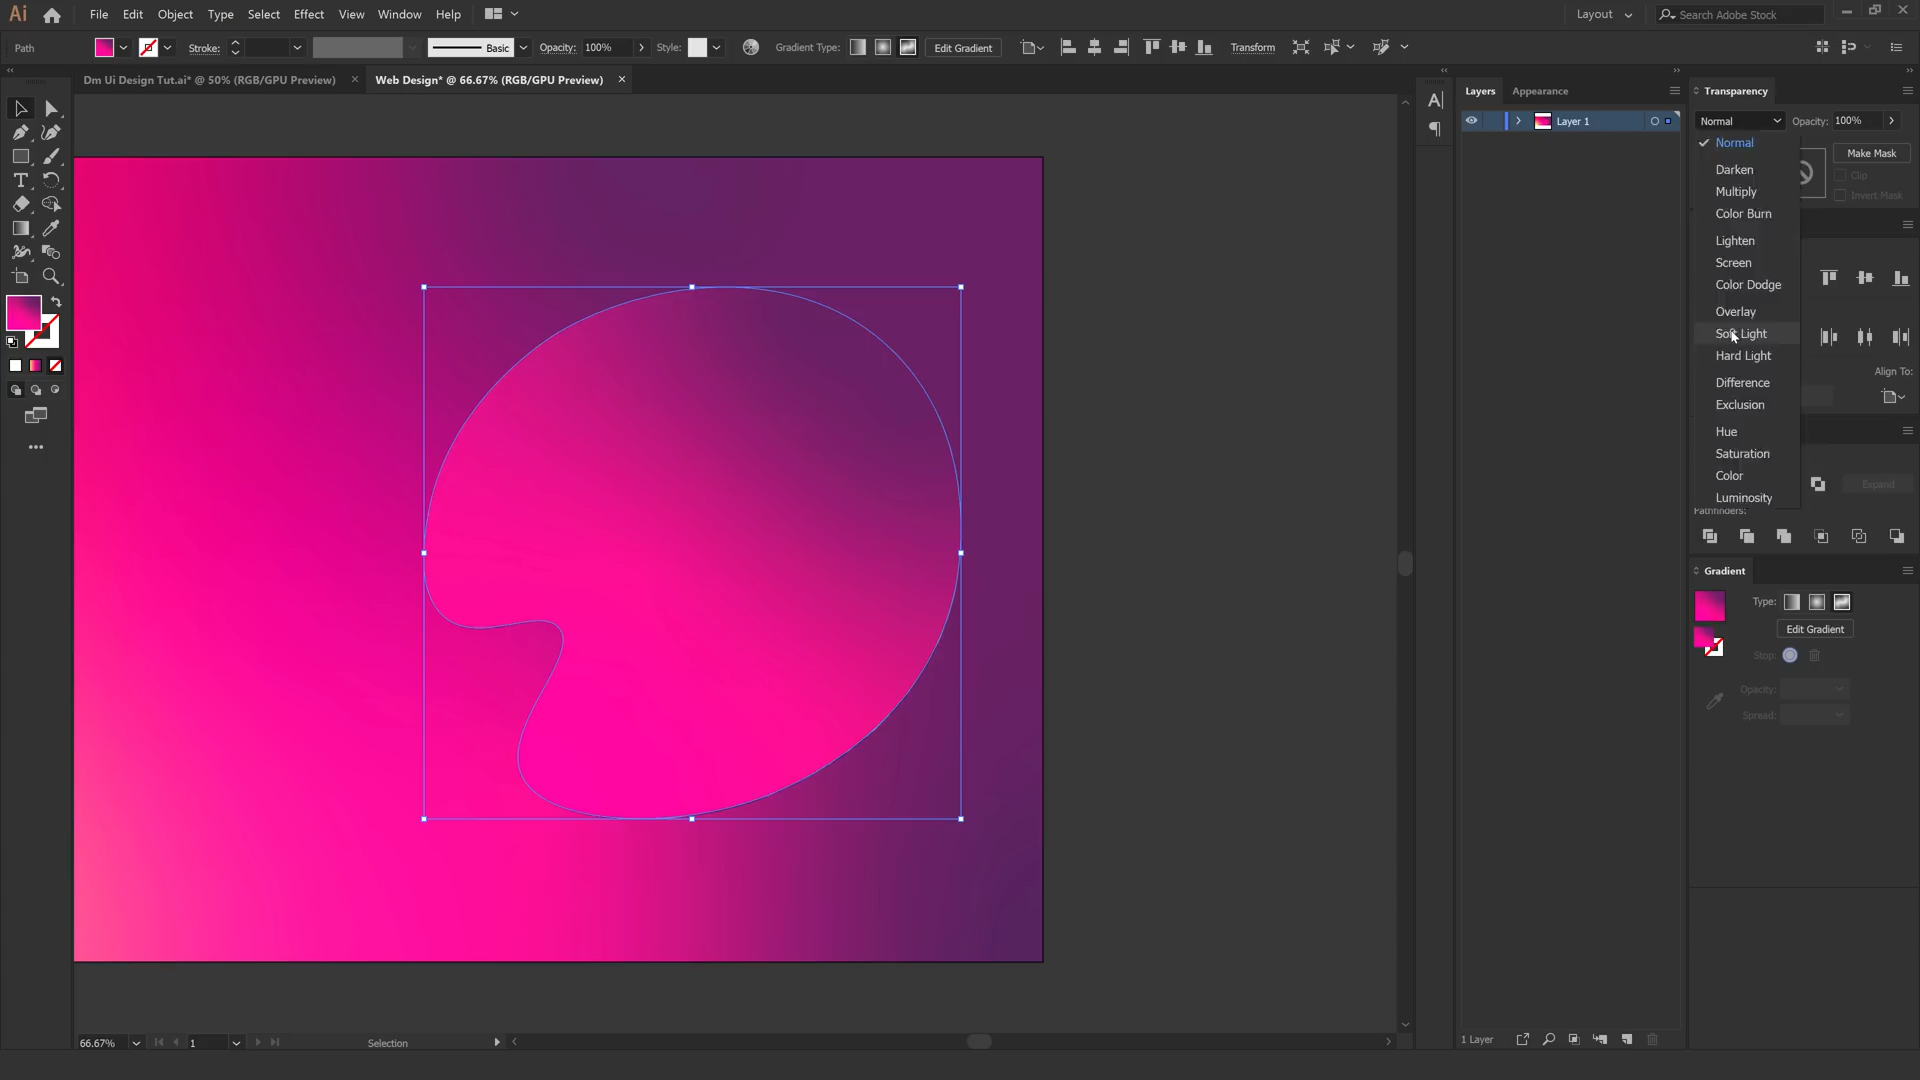 Ai File Edit Object Type Select Effect View Window Help Layout Search Adobe Stock
Path Stroke: Basic Opacity: 100% Style: Gradient Type: Edit Gradient Transform
Dm Ui Design Tut.ai* @ 50% (RGB/GPU Preview) × Web Design* @ 66.67% (RGB/GPU Preview) ×
Layers Appearance
Layer 1
Transparency
Normal Opacity: 100%
Make Mask
Clip
Invert Mask
Normal
Darken
Multiply
Color Burn
Lighten
Screen
Color Dodge
Overlay
Soft Light
Hard Light
Difference
Exclusion
Hue
Saturation
Color
Luminosity
Align To:
Expand
Pathfinders:
Gradient
Type:
Edit Gradient
Stop:
Opacity:
Spread:
66.67% 1 Selection
1 Layer